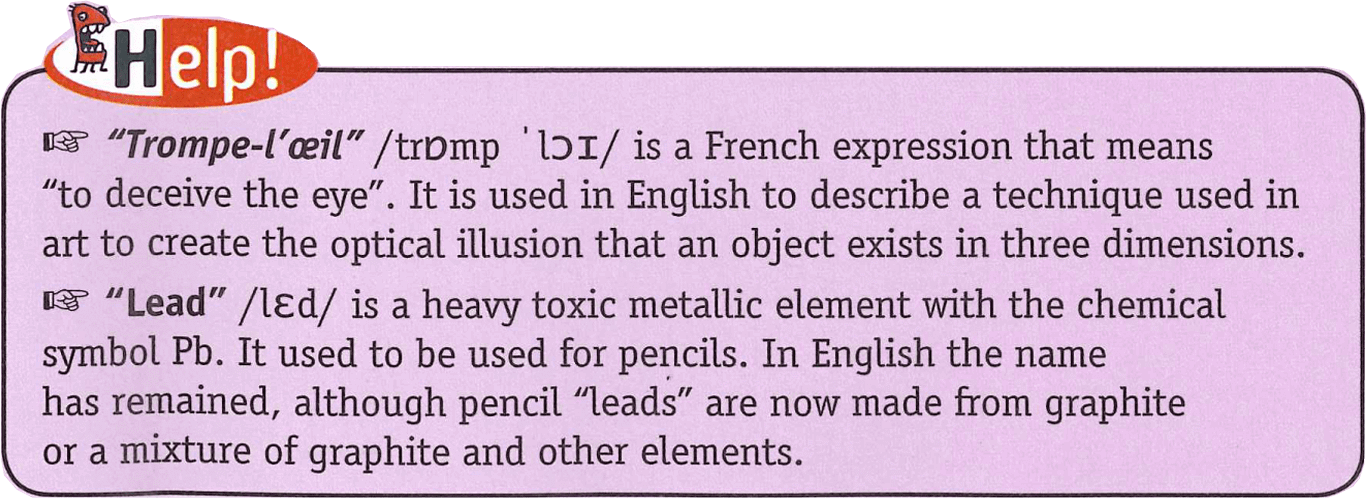 Help!
☞ “Trompe-l’œil” /trɒmp ˈlɔɪ/ is a French expression that means
“to deceive the eye”. It is used in English to describe a technique used in
art to create the optical illusion that an object exists in three dimensions.
☞ “Lead” /lɛd/ is a heavy toxic metallic element with the chemical
symbol Pb. It used to be used for pencils. In English the name
has remained, although pencil “leads” are now made from graphite
or a mixture of graphite and other elements.